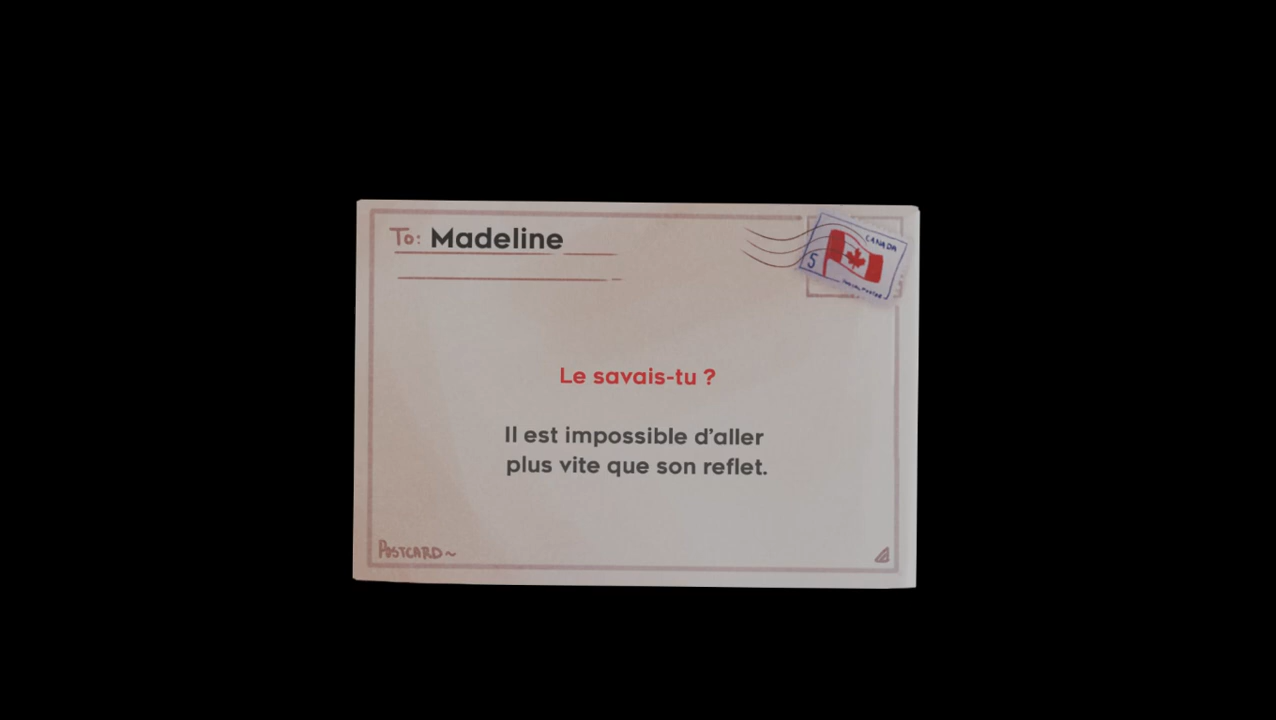 To: Madeline
CANADA
5
Le savais-tu ?
Il est impossible d’aller
plus vite que son reflet.
POSTCARD~